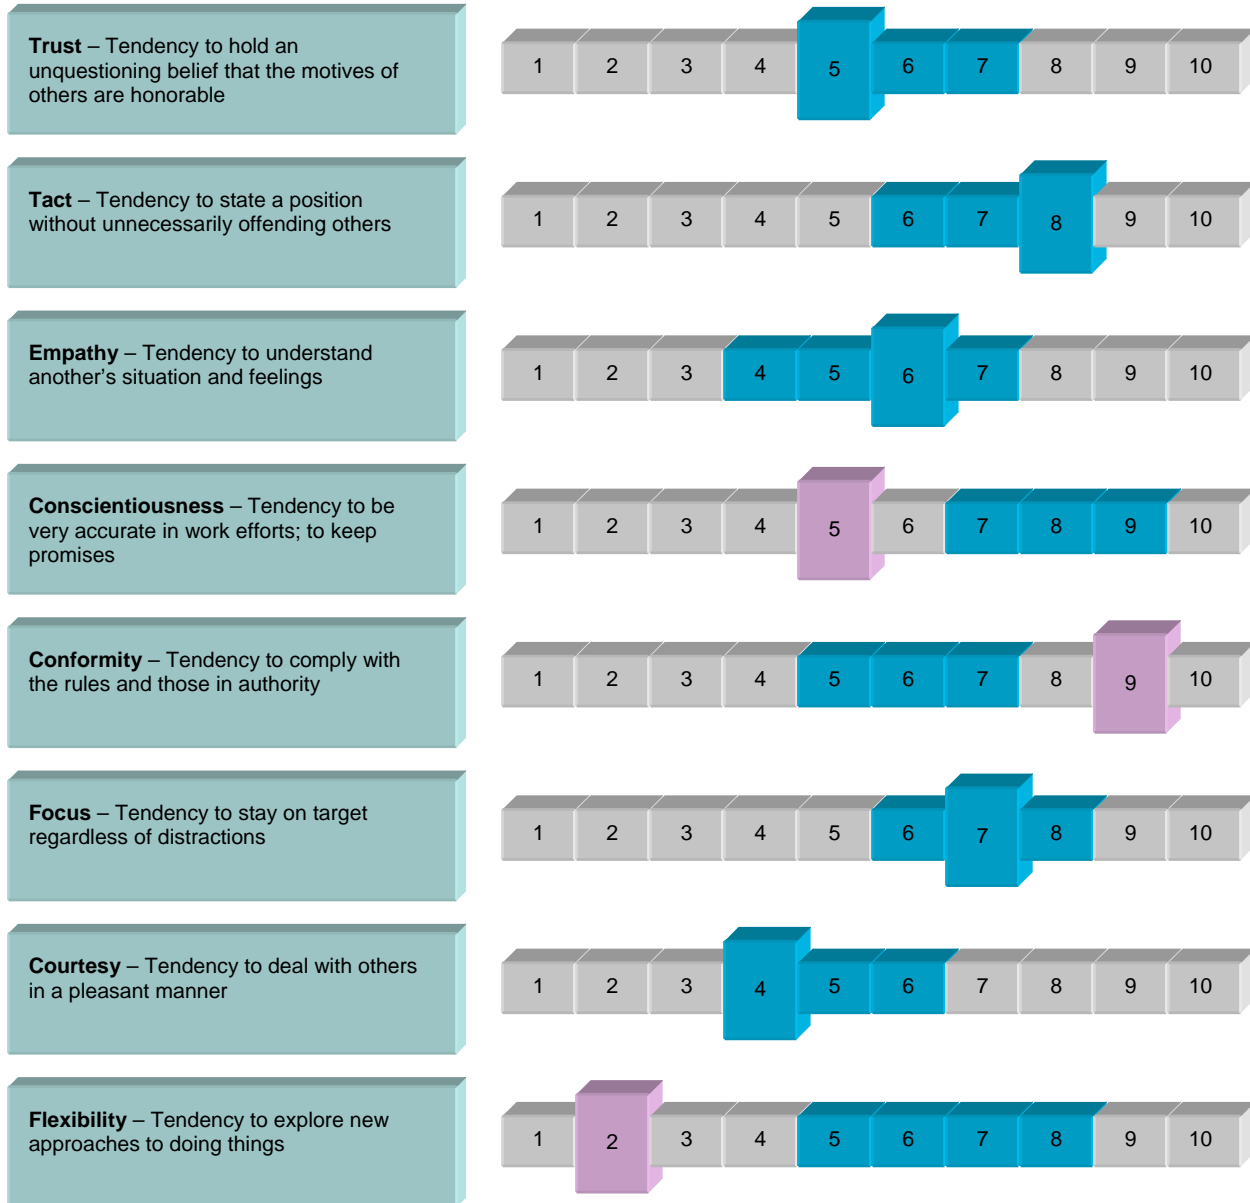 Trust – Tendency to hold an
unquestioning belief that the motives of
others are honorable
1 2 3 4 5 6 7 8 9 10
Tact – Tendency to state a position
without unnecessarily offending others
1 2 3 4 5 6 7 8 9 10
Empathy – Tendency to understand
another’s situation and feelings
1 2 3 4 5 6 7 8 9 10
Conscientiousness – Tendency to be
very accurate in work efforts; to keep
promises
1 2 3 4 5 6 7 8 9 10
Conformity – Tendency to comply with
the rules and those in authority
1 2 3 4 5 6 7 8 9 10
Focus – Tendency to stay on target
regardless of distractions
1 2 3 4 5 6 7 8 9 10
Courtesy – Tendency to deal with others
in a pleasant manner
1 2 3 4 5 6 7 8 9 10
Flexibility – Tendency to explore new
approaches to doing things
1 2 3 4 5 6 7 8 9 10